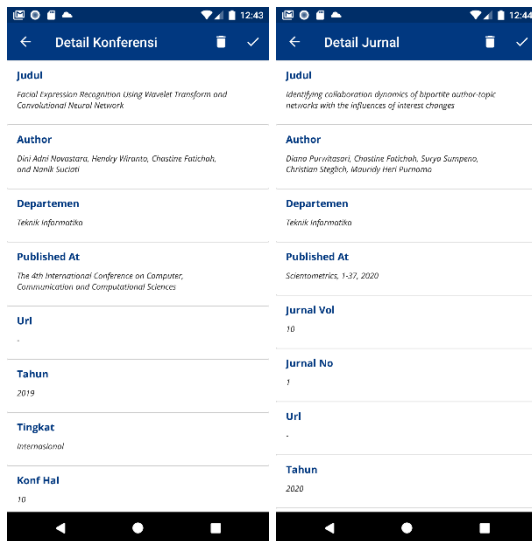 12:43
Detail Konferensi
Judul
Facial Expression Recognition Using Wavelet Transform and
Convolutional Neural Network
Author
Dini Adni Navastara, Hendry Wiranto, Chastine Fatichah,
and Nanik Suciati
Departemen
Teknik Informatika
Published At
The 4th International Conference on Computer,
Communication and Computational Sciences
Url
-
Tahun
2019
Tingkat
Internasional
Konf Hal
10
12:44
Detail Jurnal
Judul
Identifying collaboration dynamics of bipartite author-topic
networks with the influences of interest changes
Author
Diana Purwitasari, Chastine Fatichah, Surya Sumpeno,
Christian Steglich, Mauridy Heri Purnomo
Departemen
Teknik Informatika
Published At
Scientometrics, 1-37, 2020
Jurnal Vol
10
Jurnal No
1
Url
-
Tahun
2020